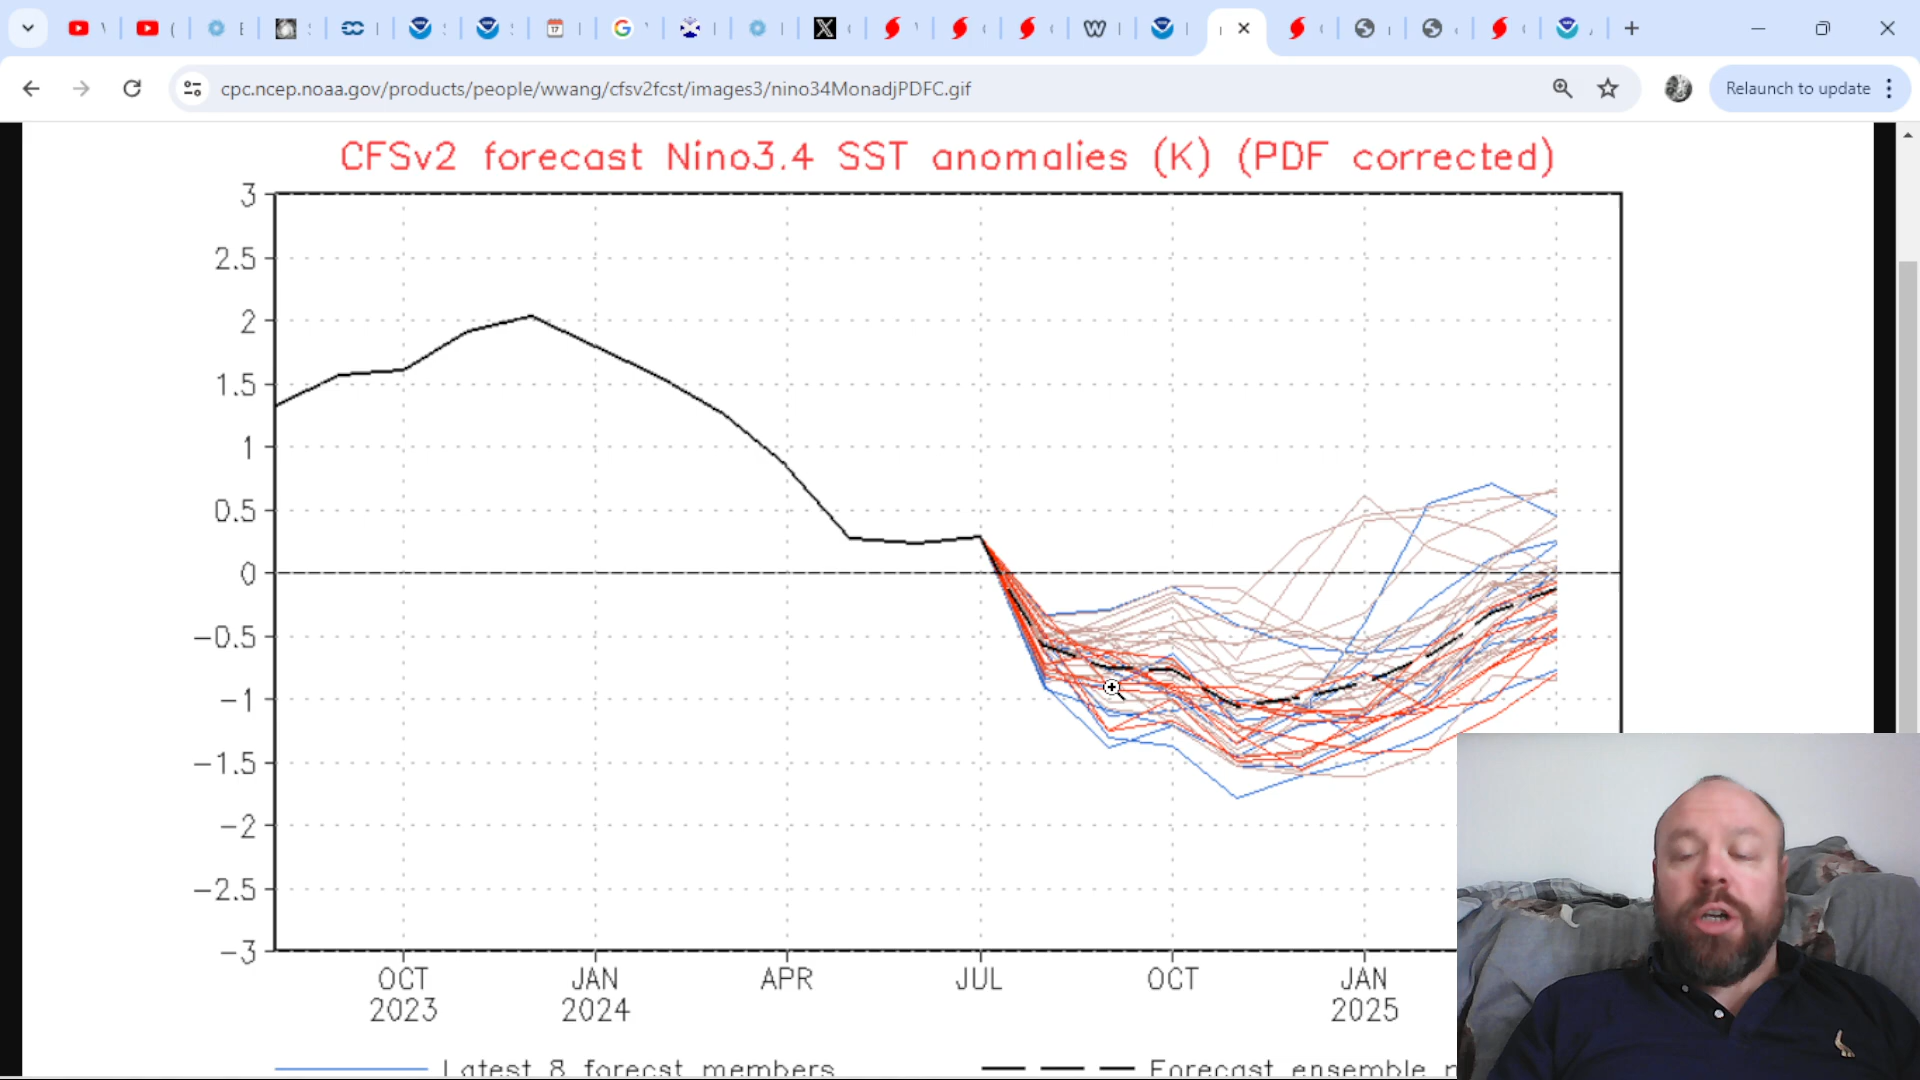 cpc.ncep.noaa.gov/products/people/wwang/cfsv2fcst/images3/nino34MonadjPDFC.gif
Relaunch to update
CFSv2 forecast Nino3.4 SST anomalies (K) (PDF corrected)
3
2.5
2
1.5
1
0.5
0
−0.5
−1
−1.5
−2
−2.5
−3
OCT JAN APR JUL OCT JAN
2023 2024 2025
Latest 8 forecst members Forecast ensemble